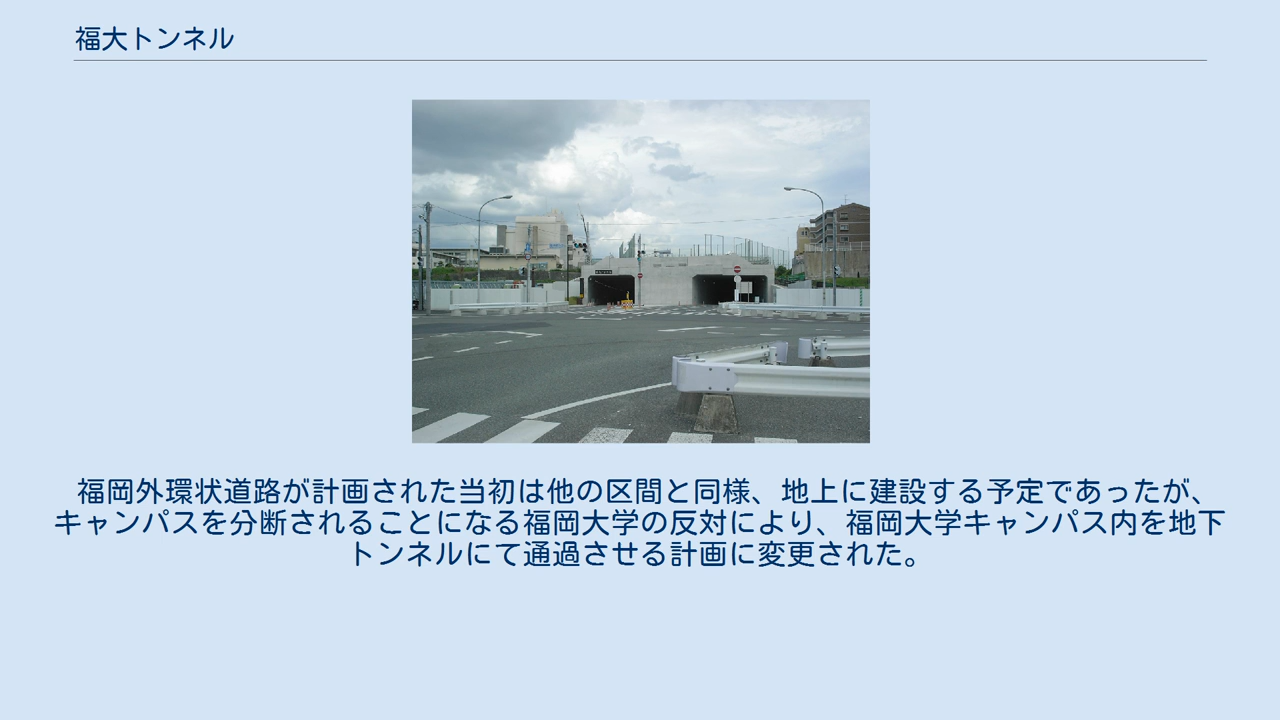 福大トンネル
福岡外環状道路が計画された当初は他の区間と同様、地上に建設する予定であったが、
キャンパスを分断されることになる福岡大学の反対により、福岡大学キャンパス内を地下
トンネルにて通過させる計画に変更された。